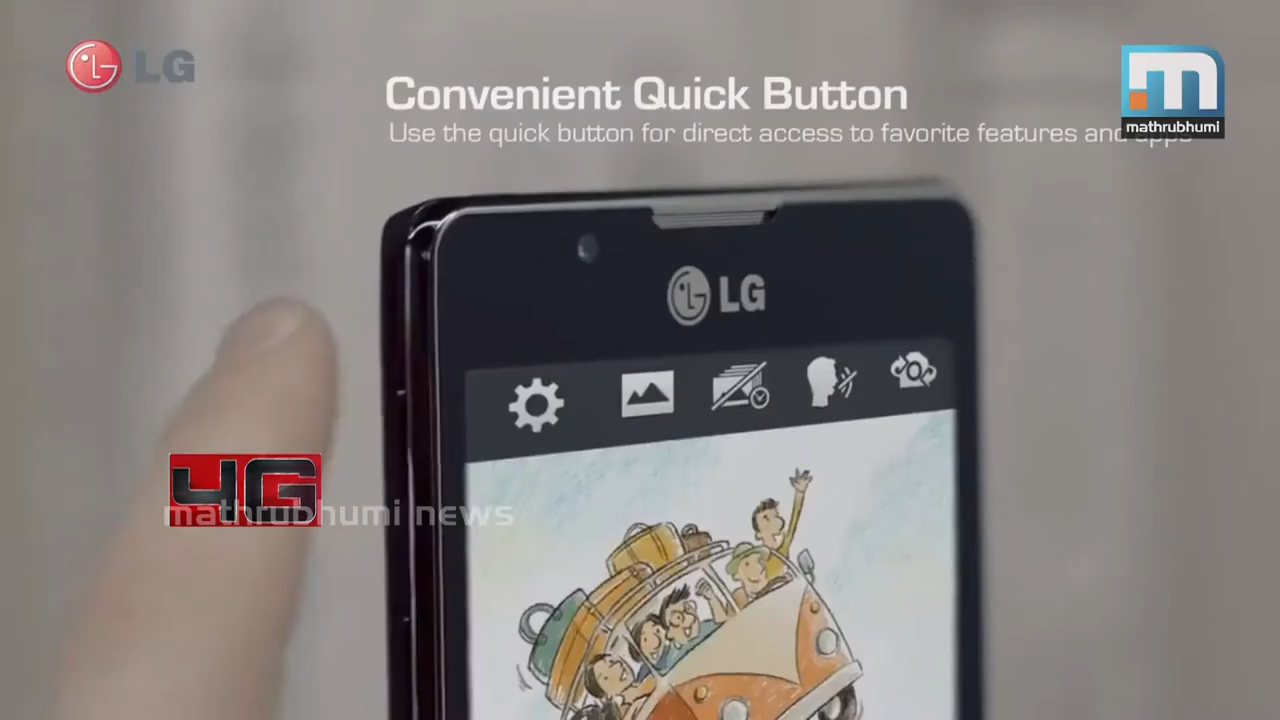 LG
Convenient Quick Button
Use the quick button for direct access to favorite features and apps
mathrubhumi
LG
4G
mathrubhumi news